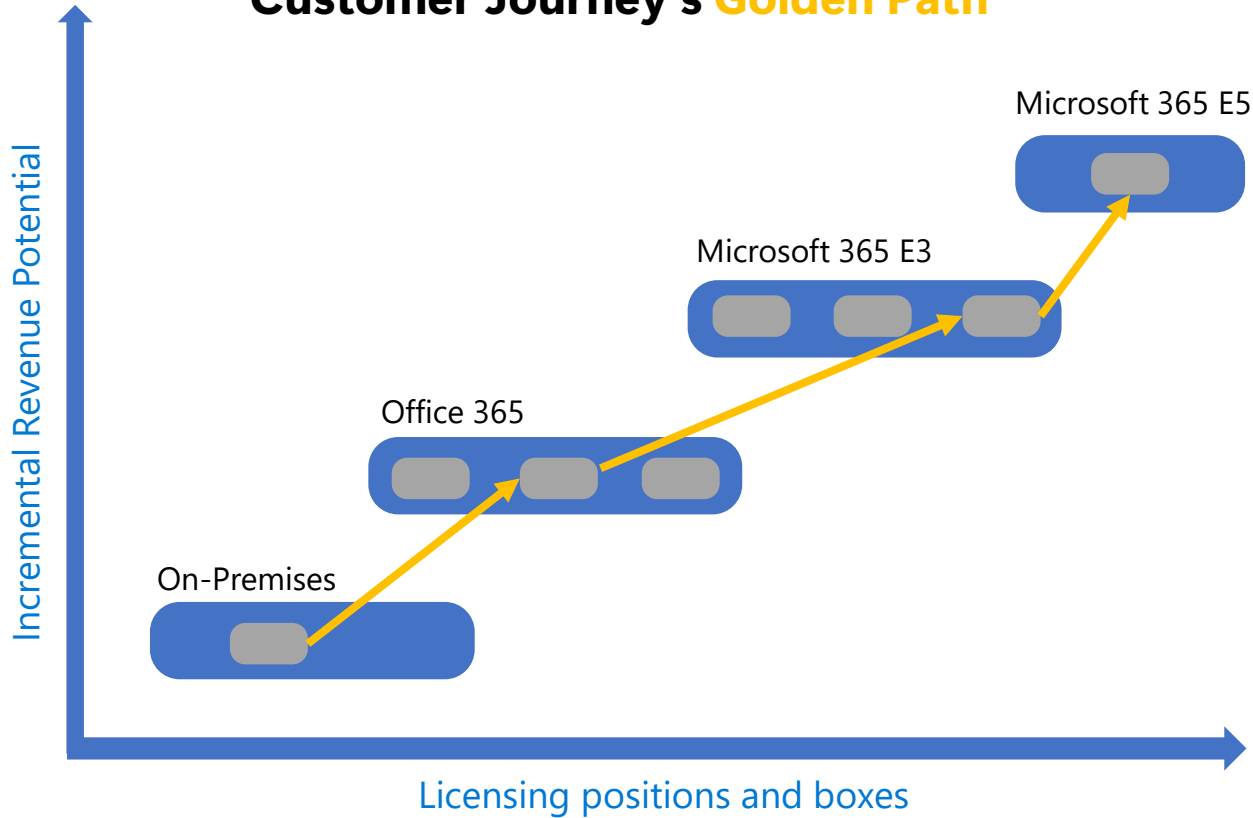 Customer Journey's Golden Path
Microsoft 365 E5
Microsoft 365 E3
Office 365
On-Premises
Incremental Revenue Potential
Licensing positions and boxes